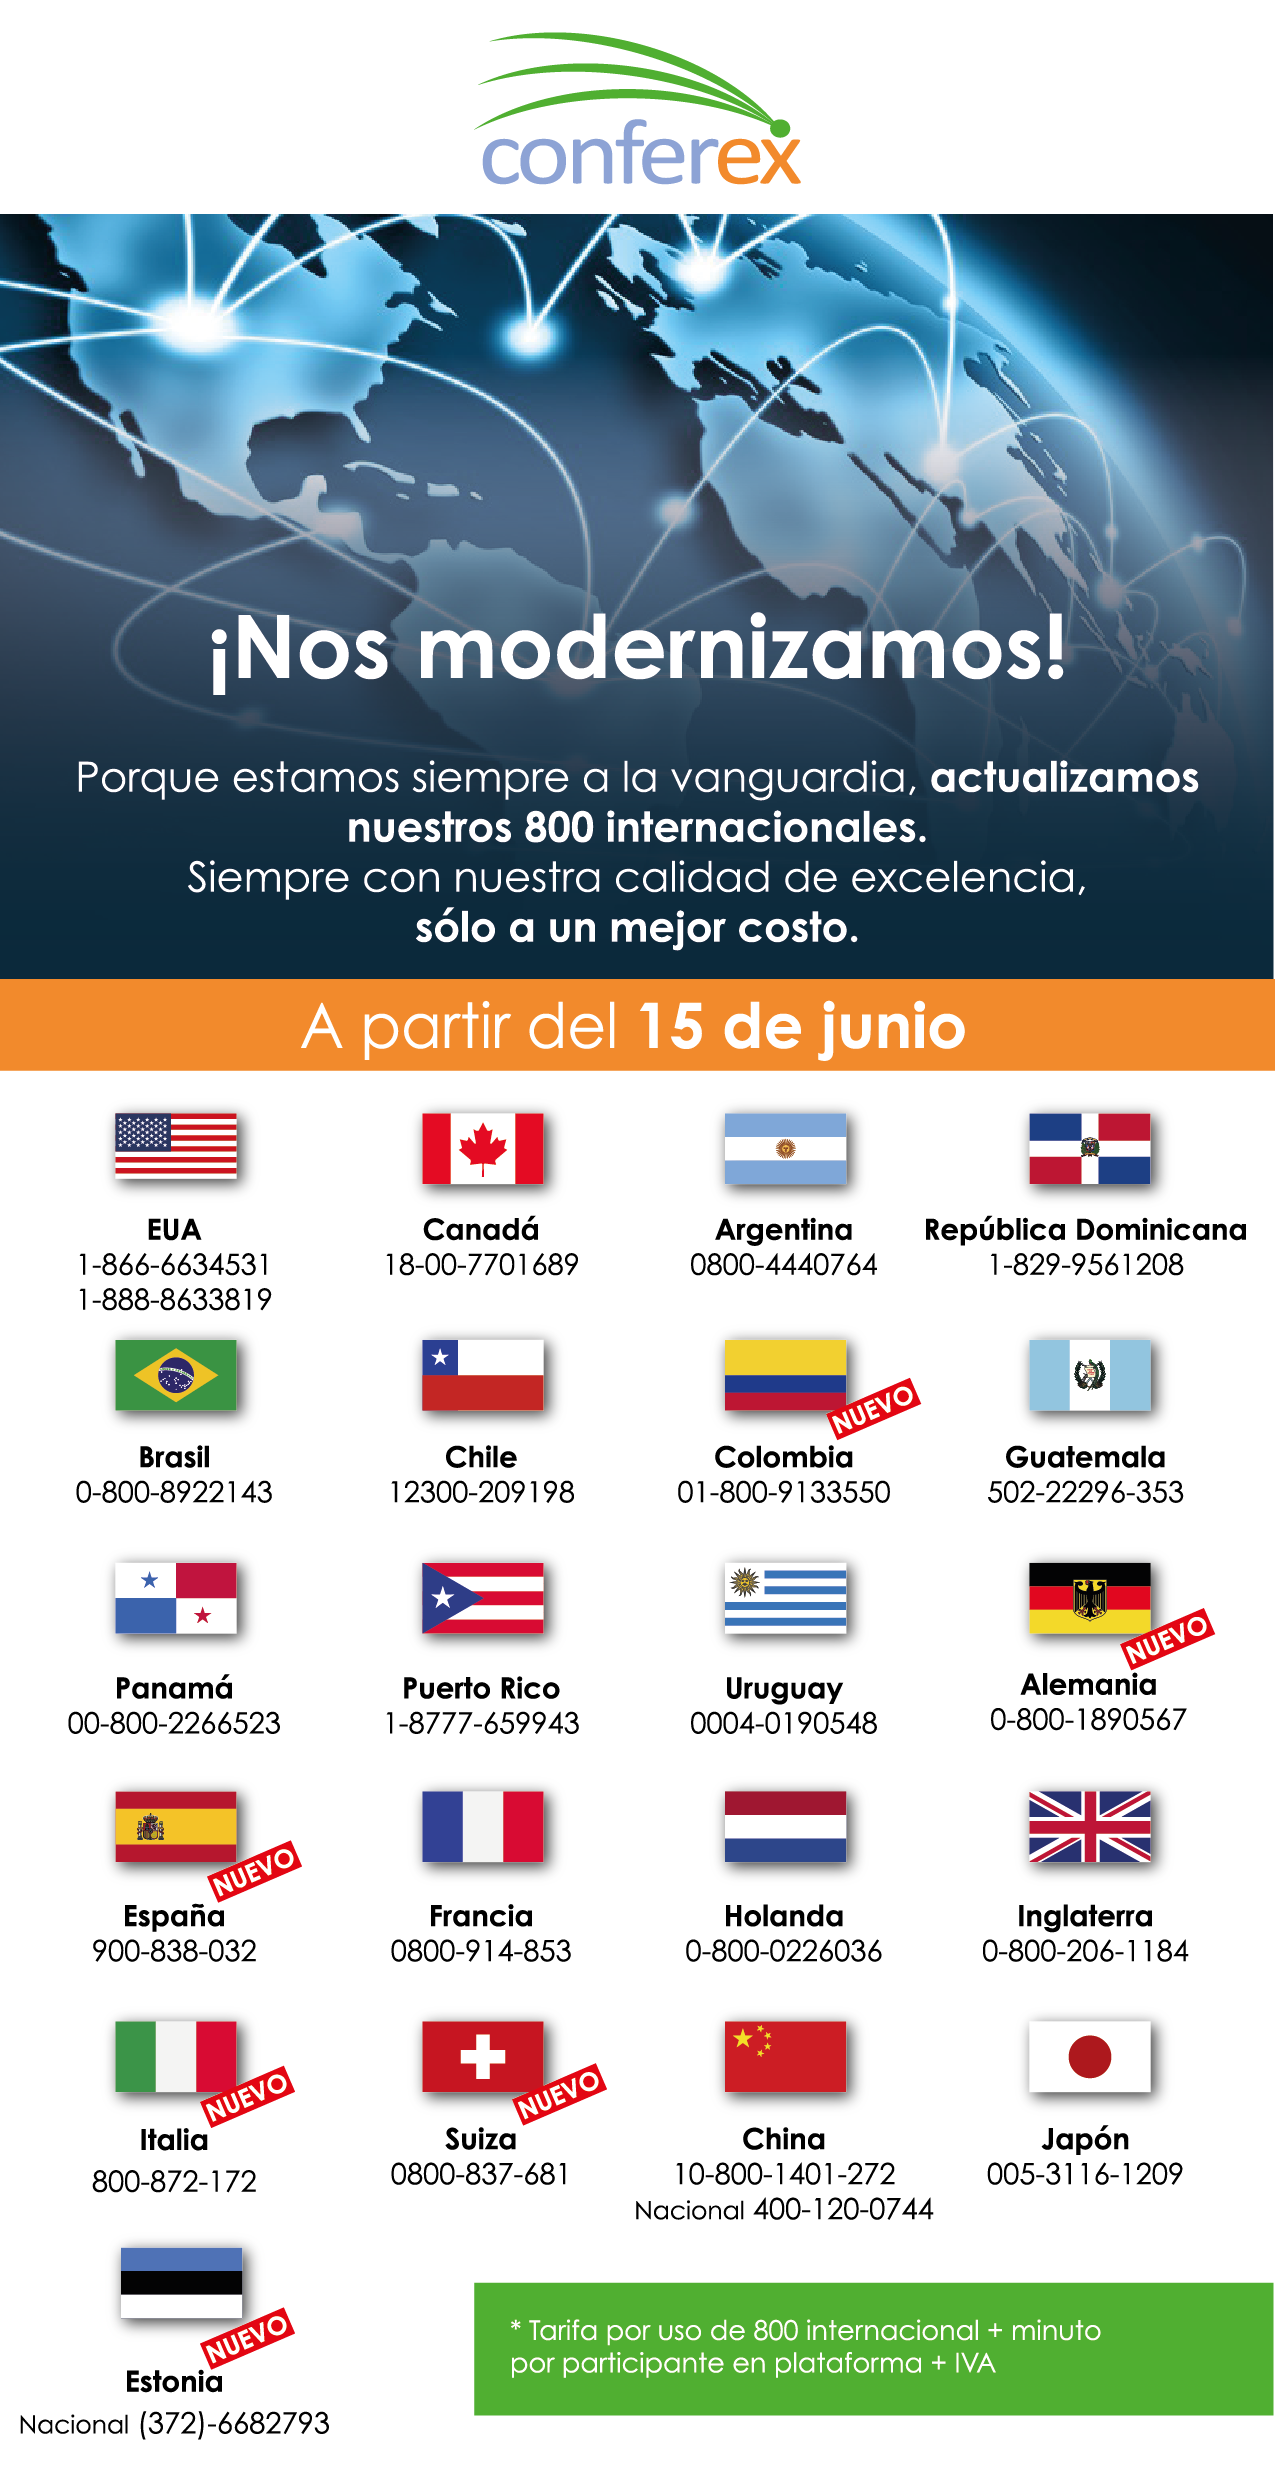 conferex
¡Nos modernizamos!
Porque estamos siempre a la vanguardia, actualizamos
nuestros 800 internacionales.
Siempre con nuestra calidad de excelencia,
sólo a un mejor costo.
A partir del 15 de junio
EUA
1-866-6634531
1-888-8633819
Canadá
18-00-7701689
Argentina
0800-4440764
República Dominicana
1-829-9561208
Brasil
0-800-8922143
Chile
12300-209198
NUEVO
Colombia
01-800-9133550
Guatemala
502-22296-353
Panamá
00-800-2266523
Puerto Rico
1-8777-659943
Uruguay
0004-0190548
NUEVO
Alemania
0-800-1890567
NUEVO
España
900-838-032
Francia
0800-914-853
Holanda
0-800-0226036
Inglaterra
0-800-206-1184
NUEVO
Italia
800-872-172
NUEVO
Suiza
0800-837-681
China
10-800-1401-272
Nacional 400-120-0744
Japón
005-3116-1209
NUEVO
Estonia
Nacional (372)-6682793
* Tarifa por uso de 800 internacional + minuto
por participante en plataforma + IVA